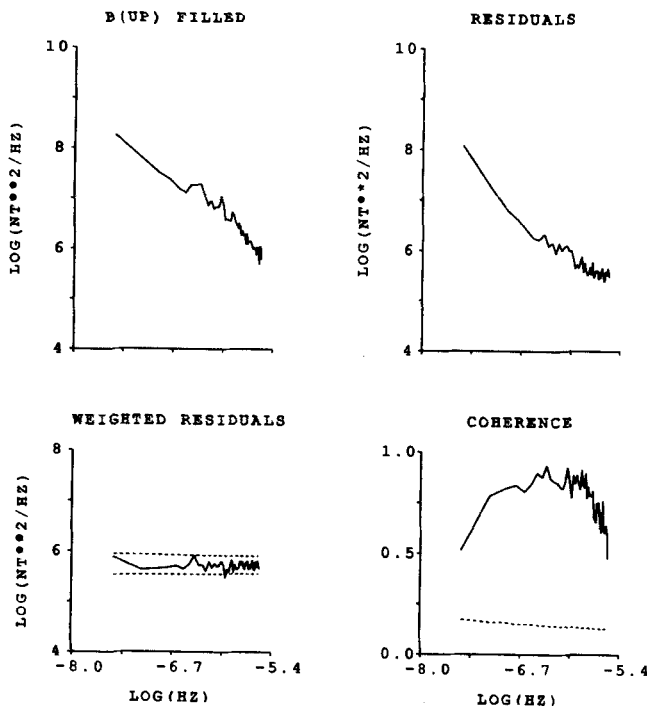 B(UP) FILLED
RESIDUALS
10
8
6
4
LOG(NT**2/HZ)
10
8
6
4
LOG(NT**2/HZ)
WEIGHTED RESIDUALS
COHERENCE
8
6
4
LOG(NT**2/HZ)
-8.0 -6.7 -5.4
LOG(HZ)
1.0
0.5
0.0
-8.0 -6.7 -5.4
LOG(HZ)